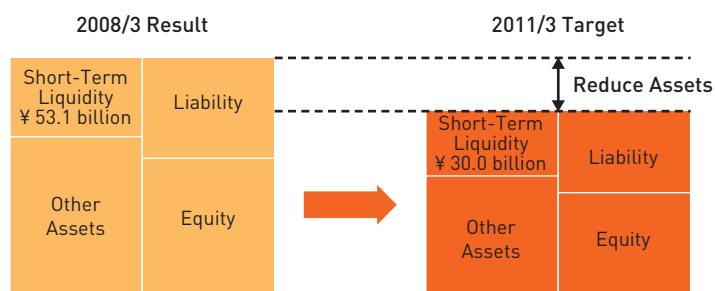 2008/3 Result
Short-Term
Liquidity
¥ 53.1 billion
Liability
Other
Assets
Equity
2011/3 Target
Reduce Assets
Short-Term
Liquidity
¥ 30.0 billion
Liability
Other
Assets
Equity